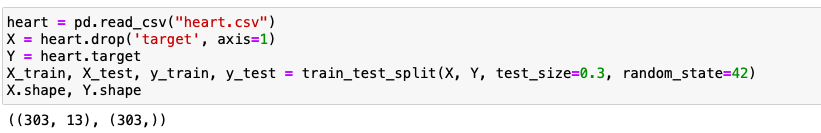 heart = pd.read_csv("heart.csv")
X = heart.drop('target', axis=1)
Y = heart.target
X_train, X_test, y_train, y_test = train_test_split(X, Y, test_size=0.3, random_state=42)
X.shape, Y.shape
((303, 13), (303,))